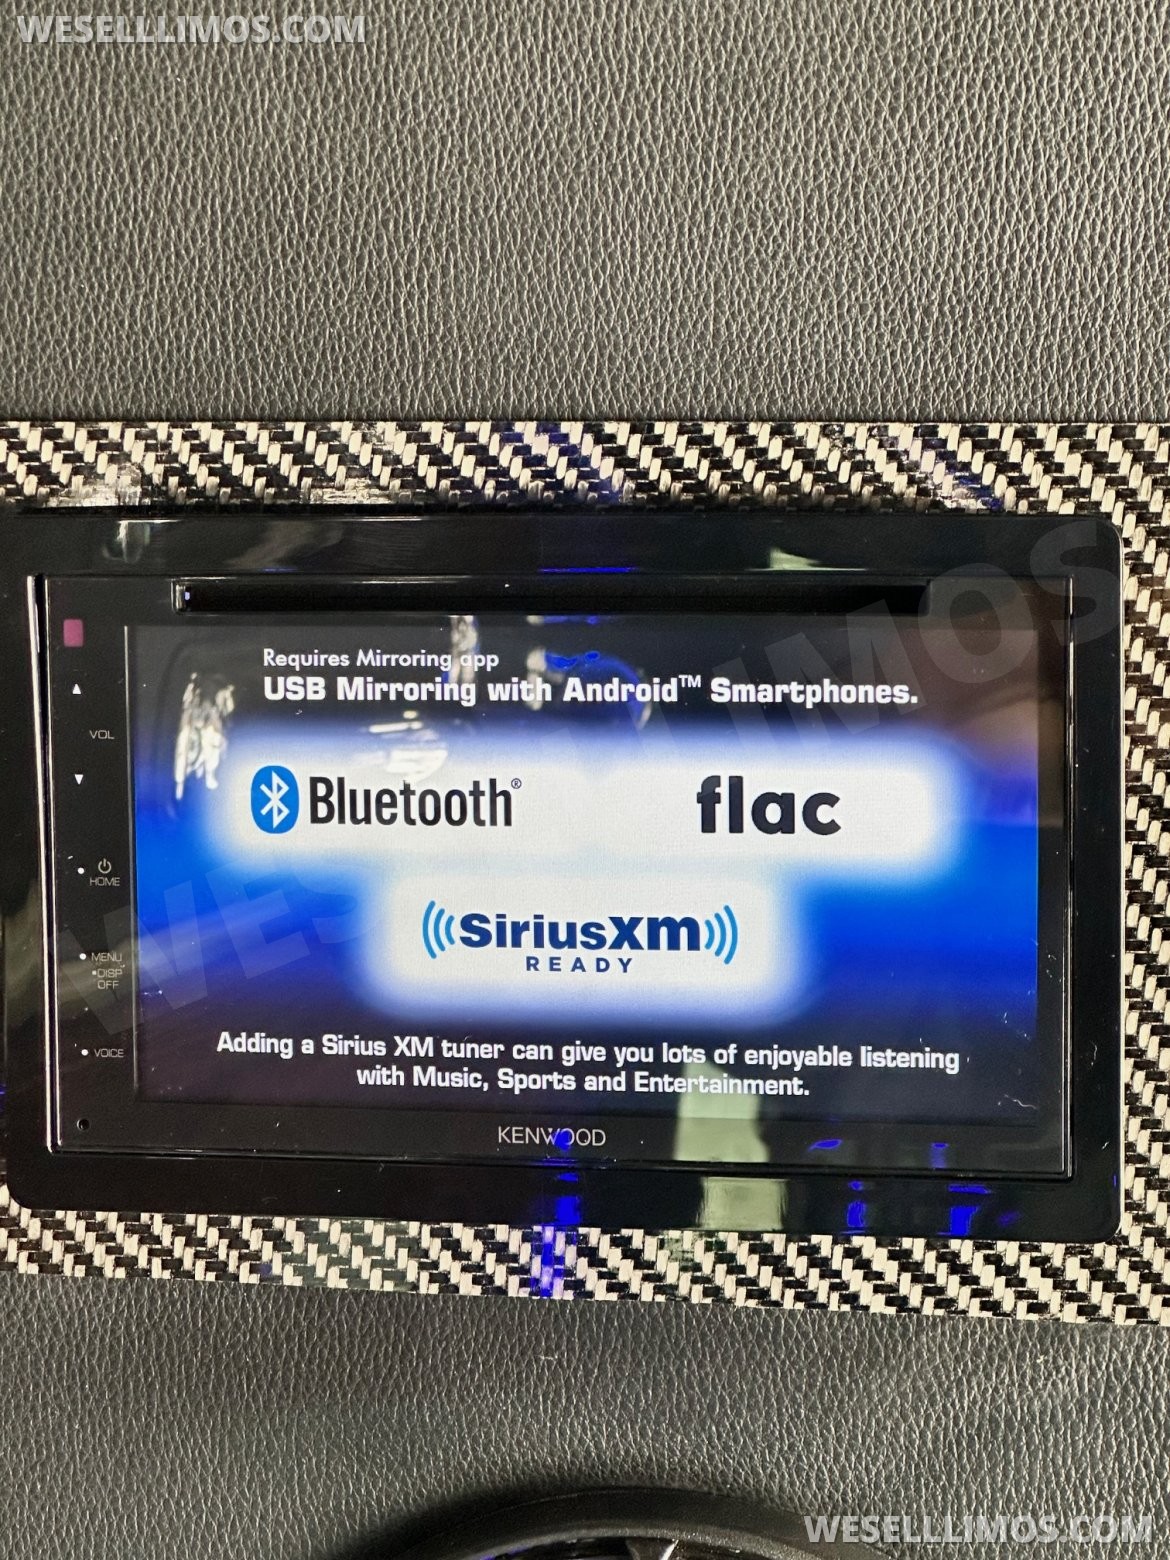 WESELLLIMOS.COM
Requires Mirroring app
USB Mirroring with Android™ Smartphones.
VOL
Bluetooth®
flac
HOME
SiriusXM
READY
MENU
•DISP
OFF
Adding a Sirius XM tuner can give you lots of enjoyable listening
VOICE
with Music, Sports and Entertainment.
KENWOOD
WESELLLIMOS
WESELLLIMOS.COM